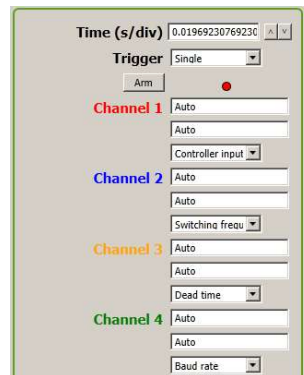 Time (s/div) 0.01969230769230
Trigger Single
Arm
Channel 1 Auto
Auto
Controller input
Channel 2 Auto
Auto
Switching frequ
Channel 3 Auto
Auto
Dead time
Channel 4 Auto
Auto
Baud rate